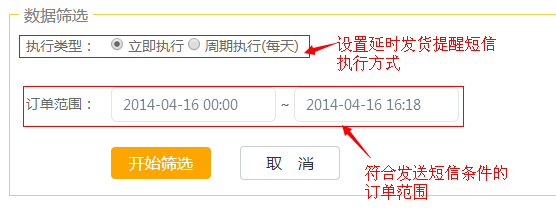 数据筛选
执行类型： 立即执行 周期执行(每天)
设置延时发货提醒短信
执行方式
订单范围： 2014-04-16 00:00 ~ 2014-04-16 16:18
开始筛选 取 消
符合发送短信条件的
订单范围